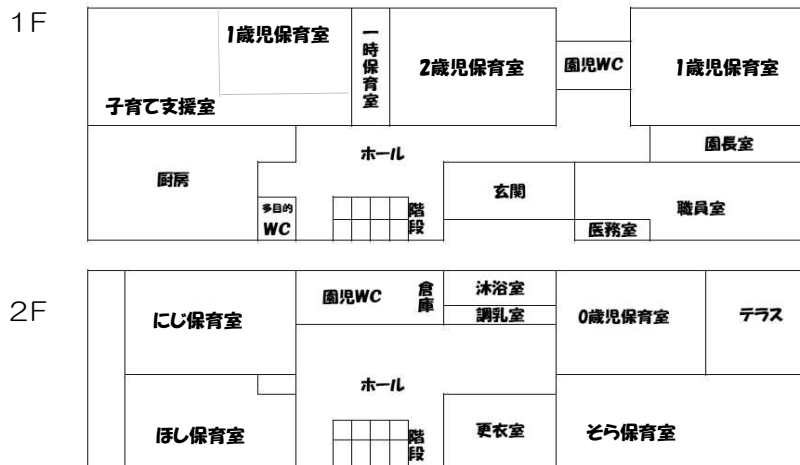 1F
1歳児保育室
子育て支援室
一時保育室
2歳児保育室
園児WC
1歳児保育室
厨房
ホール
園長室
多目的
WC
階段
玄関
職員室
医務室
2F
にじ保育室
園児WC
倉庫
沐浴室
調乳室
0歳児保育室
テラス
ほし保育室
ホール
階段
更衣室
そら保育室